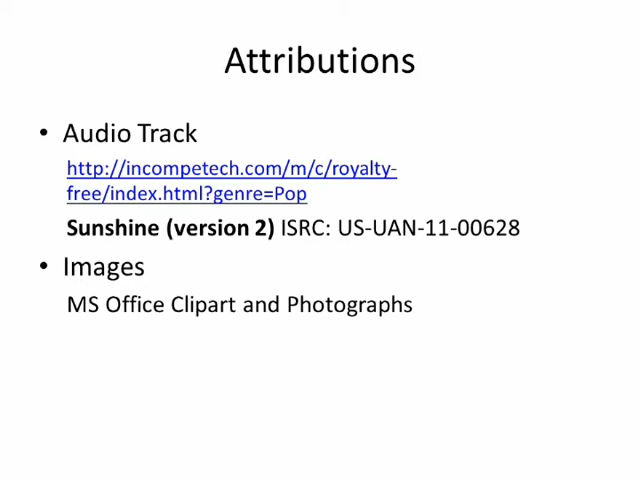 Attributions
• Audio Track
http://incompetech.com/m/c/royalty-
free/index.html?genre=Pop
Sunshine (version 2) ISRC: US-UAN-11-00628
• Images
MS Office Clipart and Photographs